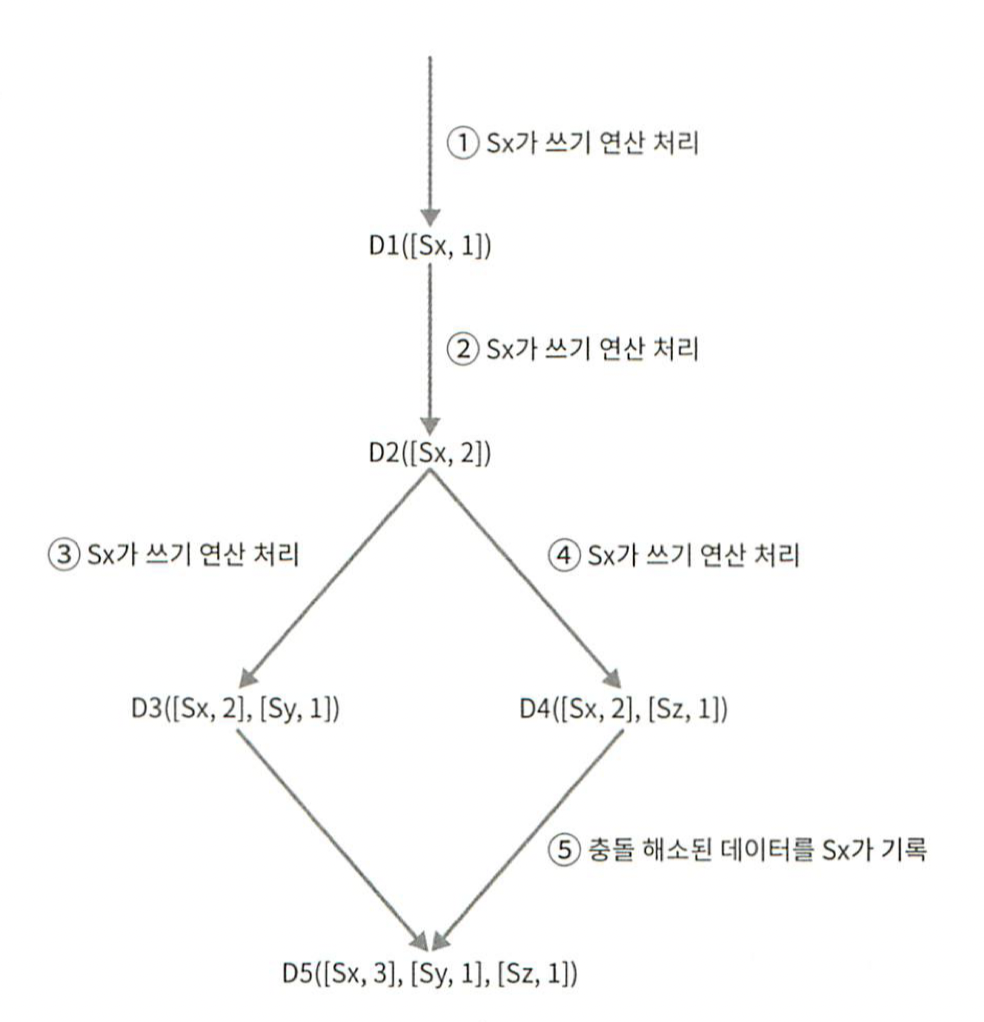 ① Sx가 쓰기 연산 처리
D1([Sx, 1])
② Sx가 쓰기 연산 처리
D2([Sx, 2])
③ Sx가 쓰기 연산 처리
④ Sx가 쓰기 연산 처리
D3([Sx, 2], [Sy, 1])
D4([Sx, 2], [Sz, 1])
⑤ 충돌 해소된 데이터를 Sx가 기록
D5([Sx, 3], [Sy, 1], [Sz, 1])